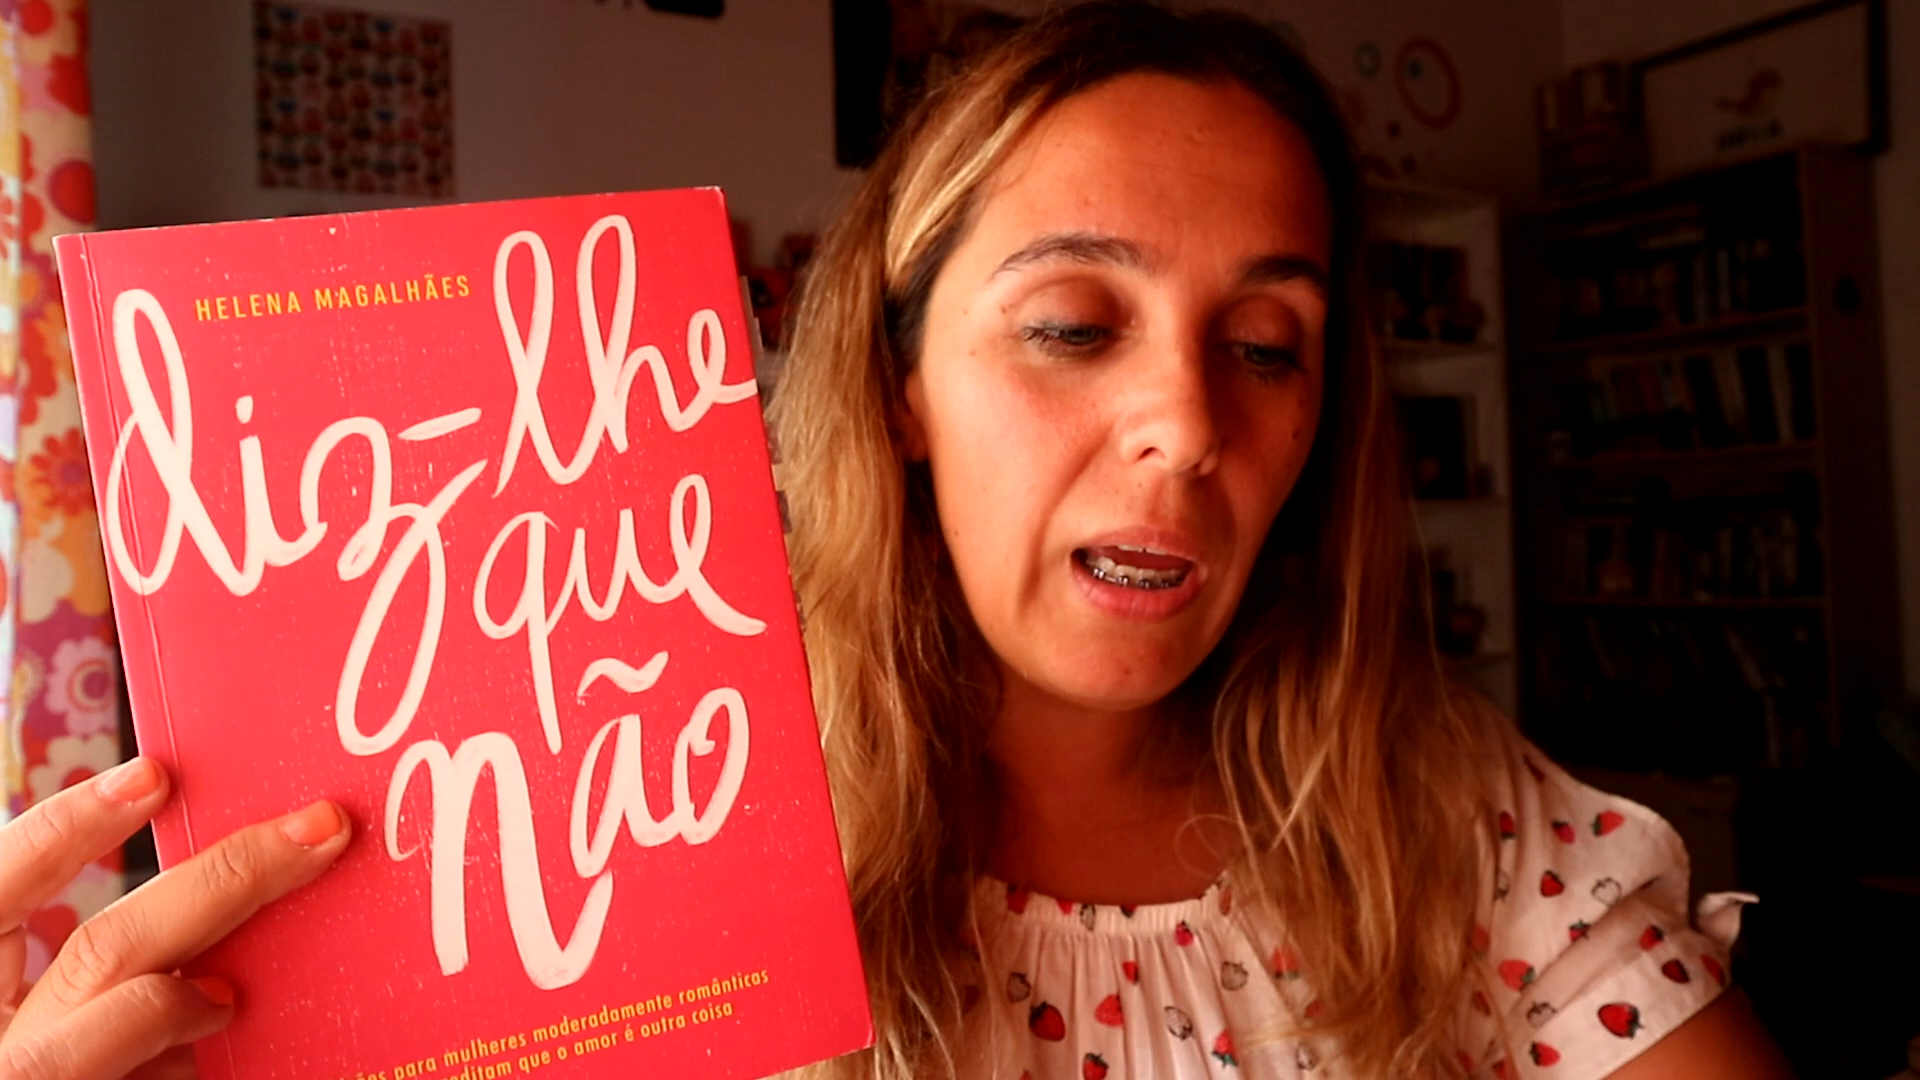 HELENA MAGALHÃES
diz-lhe
que
não
para mulheres moderadamente românticas
que o amor é outra coisa